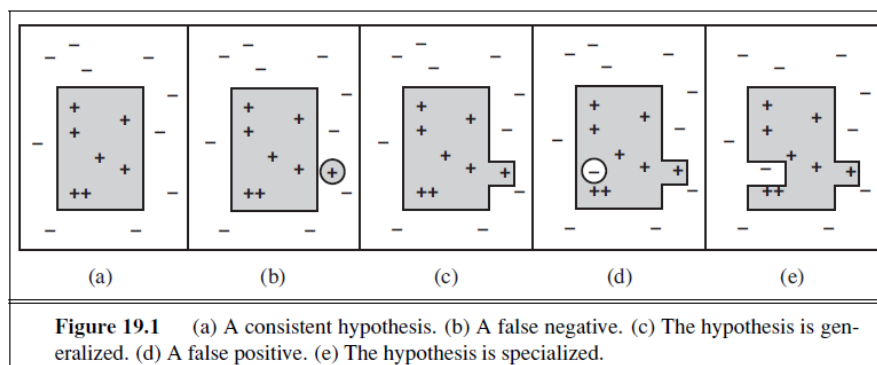 (a) (b) (c) (d) (e)
Figure 19.1 (a) A consistent hypothesis. (b) A false negative. (c) The hypothesis is gen-
eralized. (d) A false positive. (e) The hypothesis is specialized.